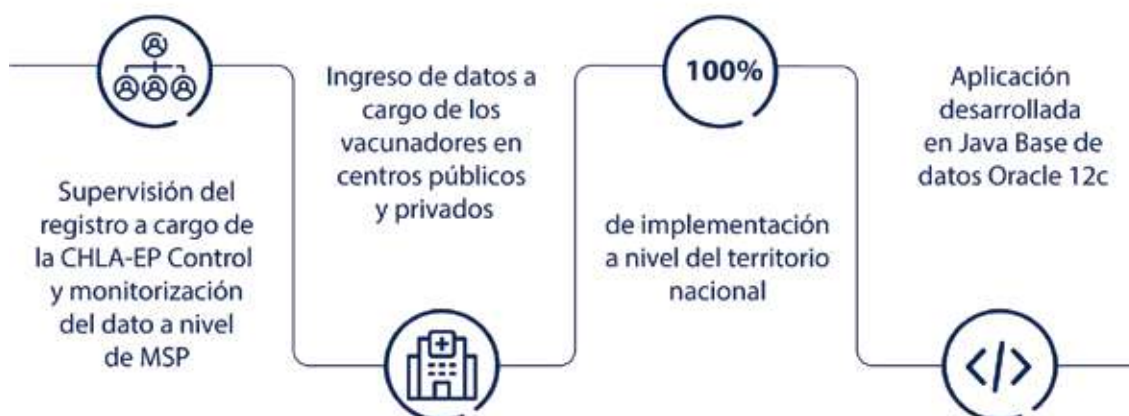 Supervisión del
registro a cargo de
la CHLA-EP Control
y monitorización
del dato a nivel
de MSP
Ingreso de datos a
cargo de los
vacunadores en
centros públicos
y privados
100%
de implementación
a nivel del territorio
nacional
Aplicación
desarrollada
en Java Base de
datos Oracle 12c
</>